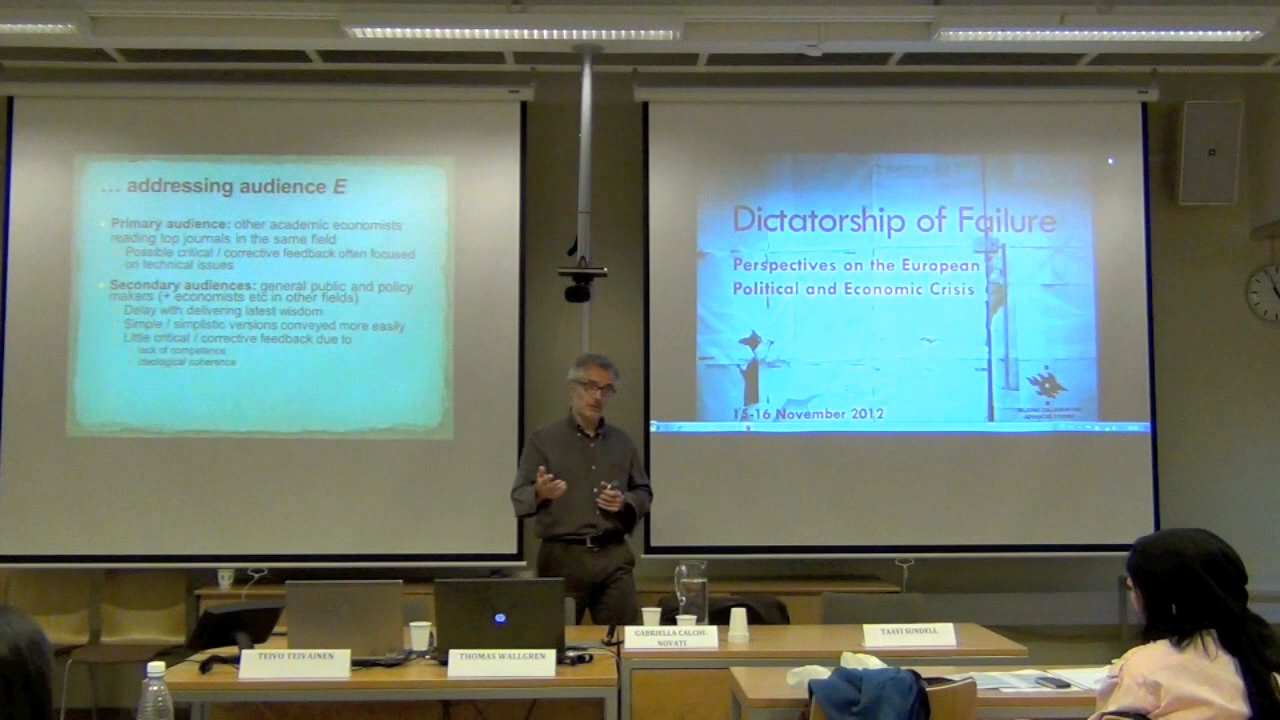 ... addressing audience E
Primary audience: other academic economists
reading top journals in the same field
Possible critical / corrective feedback often focused
on technical issues
Secondary audiences: general public and policy
makers (+ economists etc in other fields)
Delay with delivering latest wisdom
Simple / simplistic versions conveyed more easily
Little critical / corrective feedback due to
lack of competence
ideological coherence
Dictatorship of Failure
Perspectives on the European
Political and Economic Crisis
15-16 November 2012
TEIVO TEIVAINEN
THOMAS WALLGREN
GABRIELLA CALCHI-
NOVATI
TAAVI SUNDELL
hp